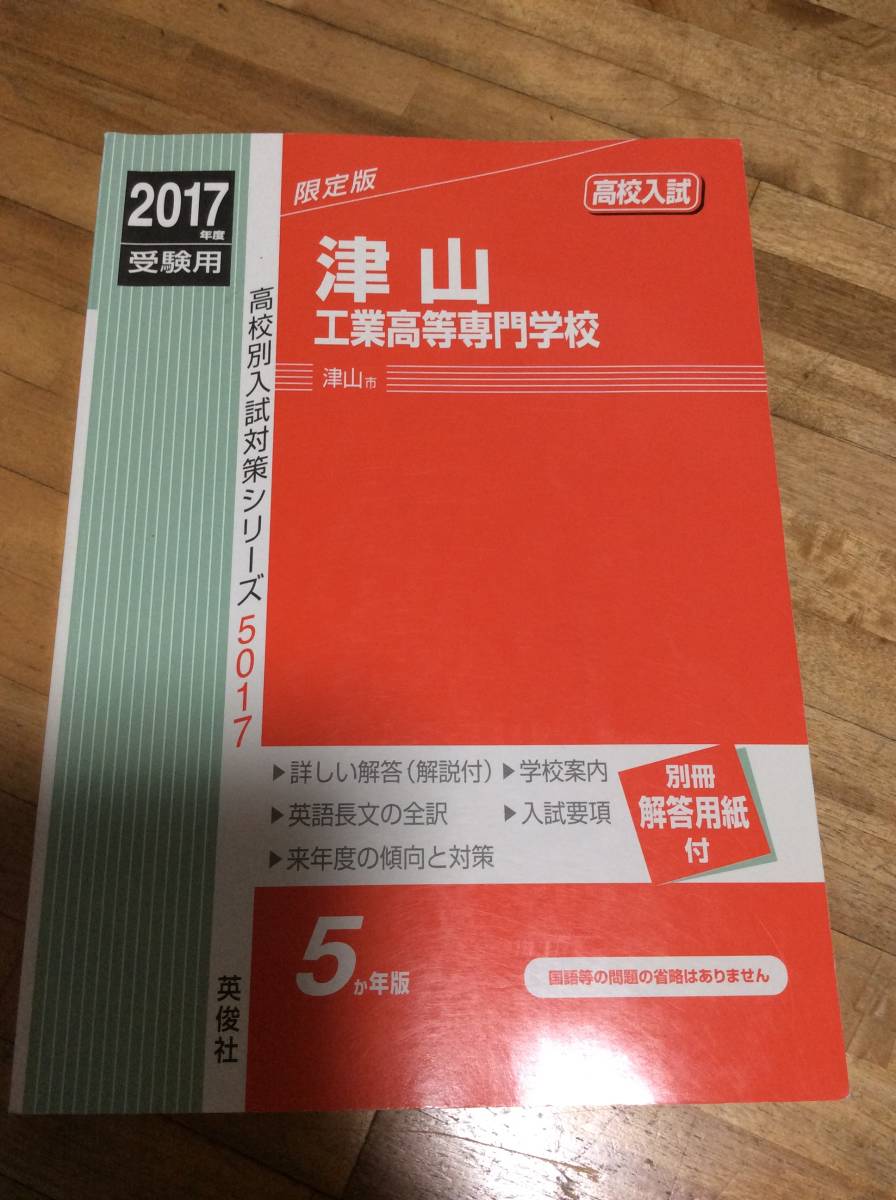 2017
年度
受験用
限定版
高校入試
津山
工業高等専門学校
津山市
高校別入試対策シリーズ5017
▶詳しい解答(解説付)
▶学校案内
▶英語長文の全訳
▶入試要項
▶来年度の傾向と対策
別冊
解答用紙
付
5か年版
国語等の問題の省略はありません
英俊社